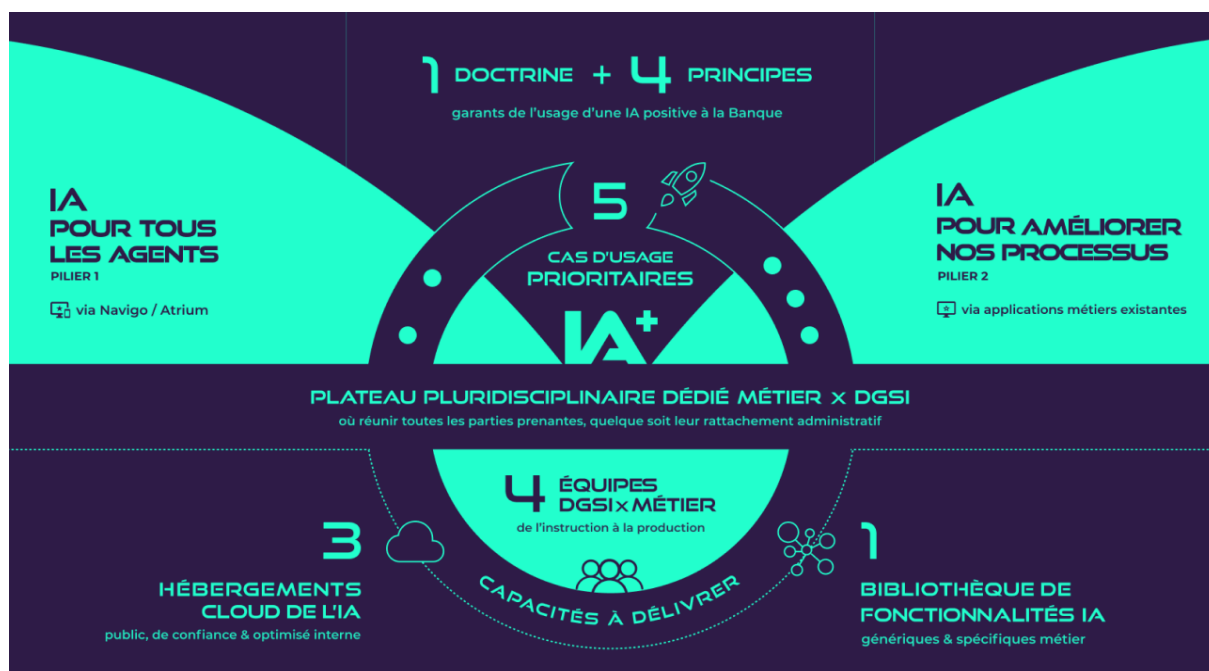 1 DOCTRINE + 4 PRINCIPES
garants de l'usage d'une IA positive à la Banque
IA
POUR TOUS
LES AGENTS
PILIER 1
via Navigo / Atrium
5
CAS D'USAGE
PRIORITAIRES
IA+
IA
POUR AMÉLIORER
NOS PROCESSUS
PILIER 2
via applications métiers existantes
PLATEAU PLURIDISCIPLINAIRE DÉDIÉ MÉTIER x DGSI
où réunir toutes les parties prenantes, quelque soit leur rattachement administratif
4 ÉQUIPES
DGSIxMÉTIER
de l'instruction à la production
CAPACITÉS À DÉLIVRER
3
HÉBERGEMENTS
CLOUD DE L'IA
public, de confiance & optimisé interne
1
BIBLIOTHÈQUE DE
FONCTIONNALITÉS IA
génériques & spécifiques métier